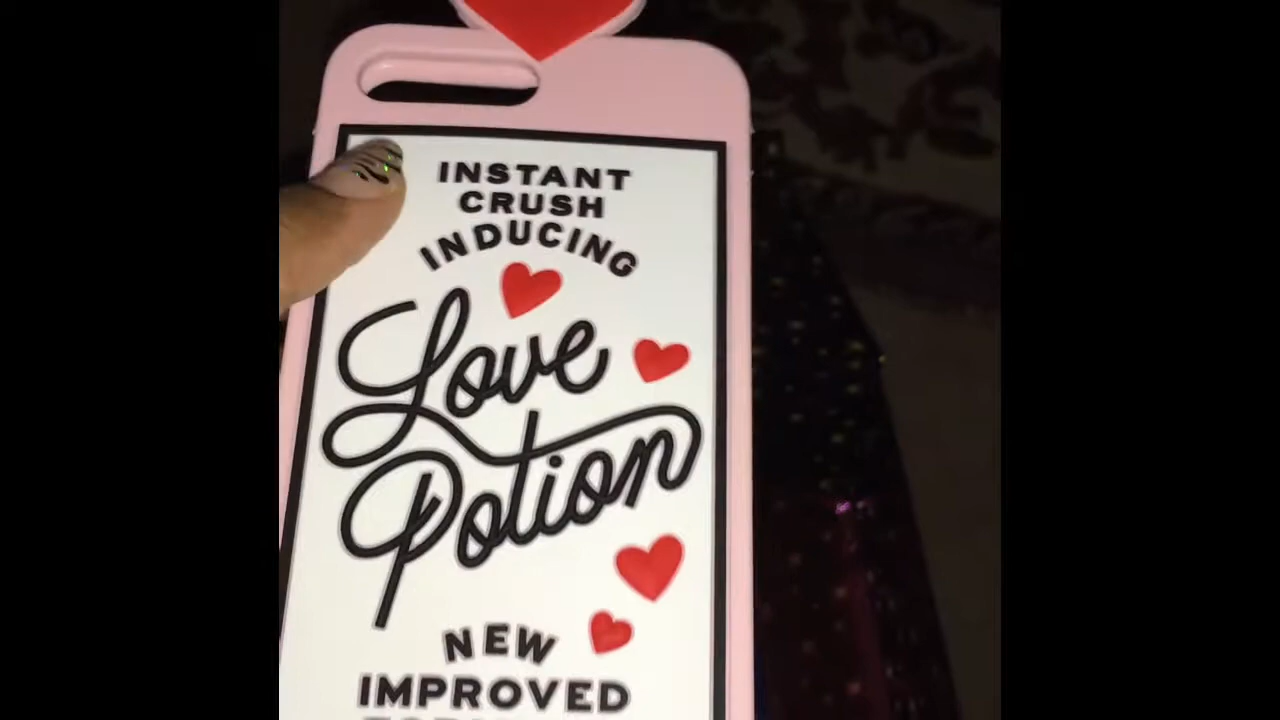 INSTANT
CRUSH
INDUCING
Love
Potion
NEW
IMPROVED